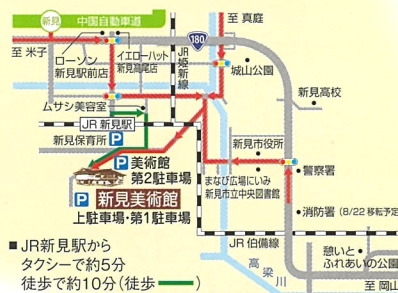 新見
中国自動車道
至 米子
至 真庭
ローソン
新見駅前店
イエローハット
新見高尾店
JR姫新線
180
城山公園
新見高校
ムサシ美容室
JR 新見駅
新見保育所
P
P 美術館
第2駐車場
P 新見美術館
上駐車場・第1駐車場
新見市役所
まなび広場にいみ
新見市立中央図書館
警察署
消防署 (8/22 移転予定)
JR 伯備線
高梁川
憩いと
ふれあいの公園
至 岡山
■ JR新見駅から
タクシーで約5分
徒歩で約10分(徒歩 )